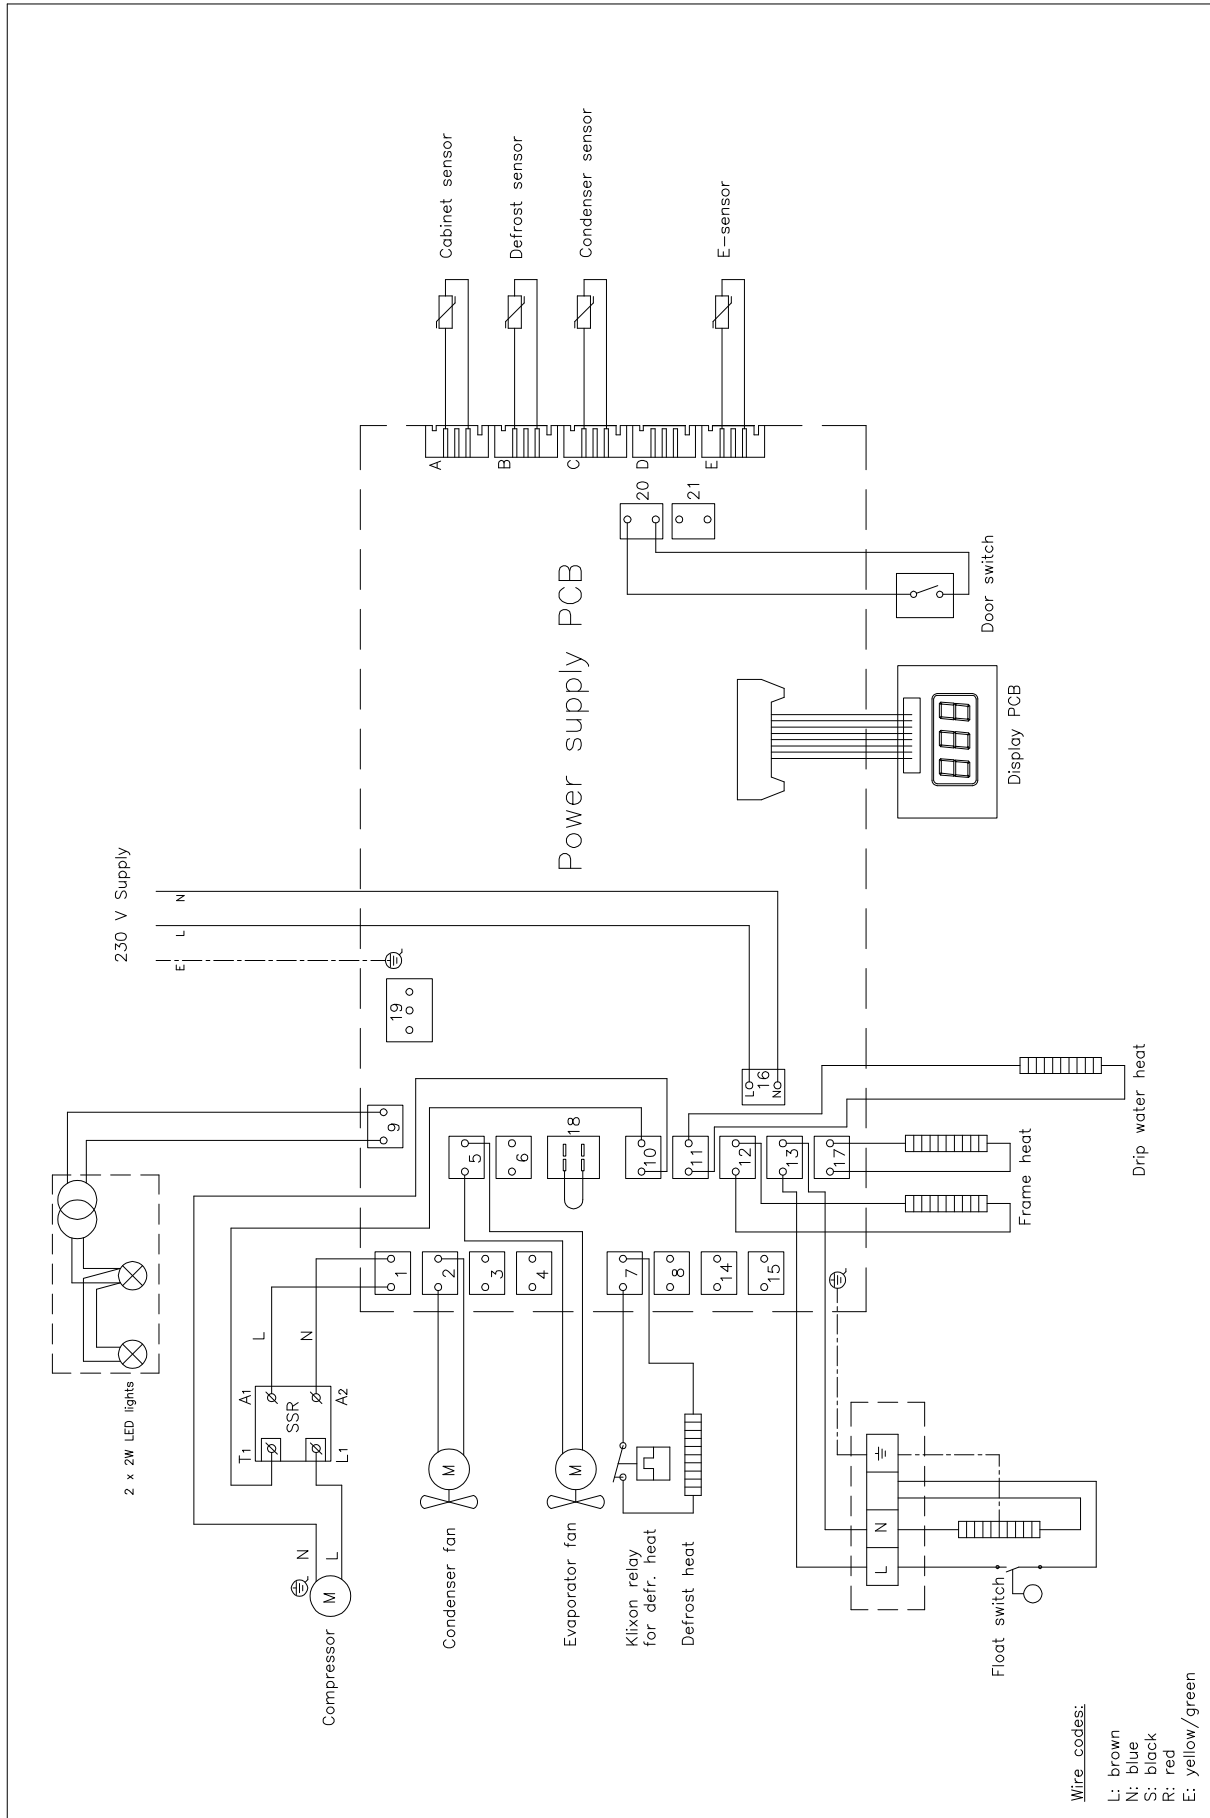 2 x 2W LED lights
230 V Supply
E
L
N
Compressor
N
L
M
T1
A1
SSR
L1
A2
L
N
9
19
Power supply PCB
1
2
3
4
5
6
18
7
8
14
15
10
11
12
13
17
L
16
N
Condenser fan
M
Evaporator fan
M
Klixon relay
for defr. heat
Defrost heat
L
N
Float switch
Frame heat
Drip water heat
Display PCB
Door switch
20
21
A
B
C
D
E
Cabinet sensor
Defrost sensor
Condenser sensor
E-sensor
Wire codes:
L: brown
N: blue
S: black
R: red
E: yellow/green